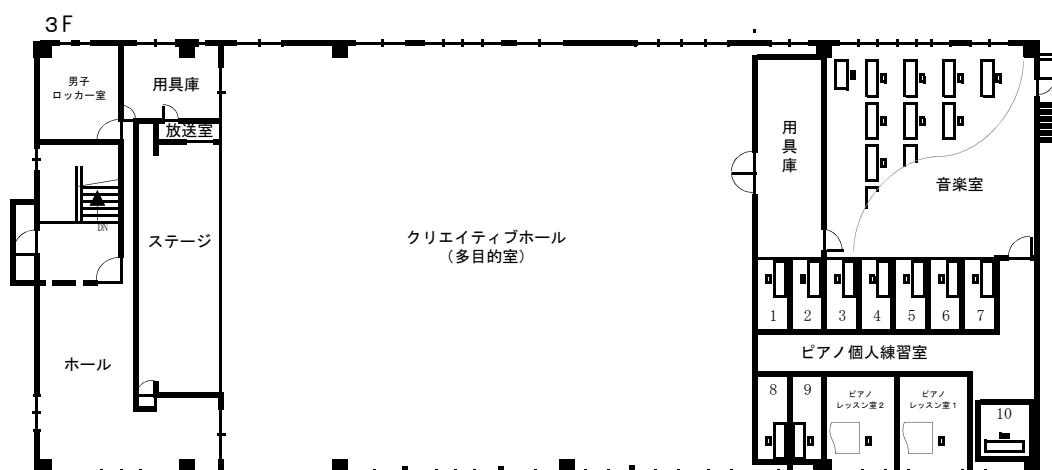 3F
男子
ロッカー室
用具庫
放送室
DN
ステージ
ホール
クリエイティブホール
（多目的室）
用
具
庫
音楽室
1 2 3 4 5 6 7
ピアノ個人練習室
8 9
ピアノ
レッスン室2
ピアノ
レッスン室1
10